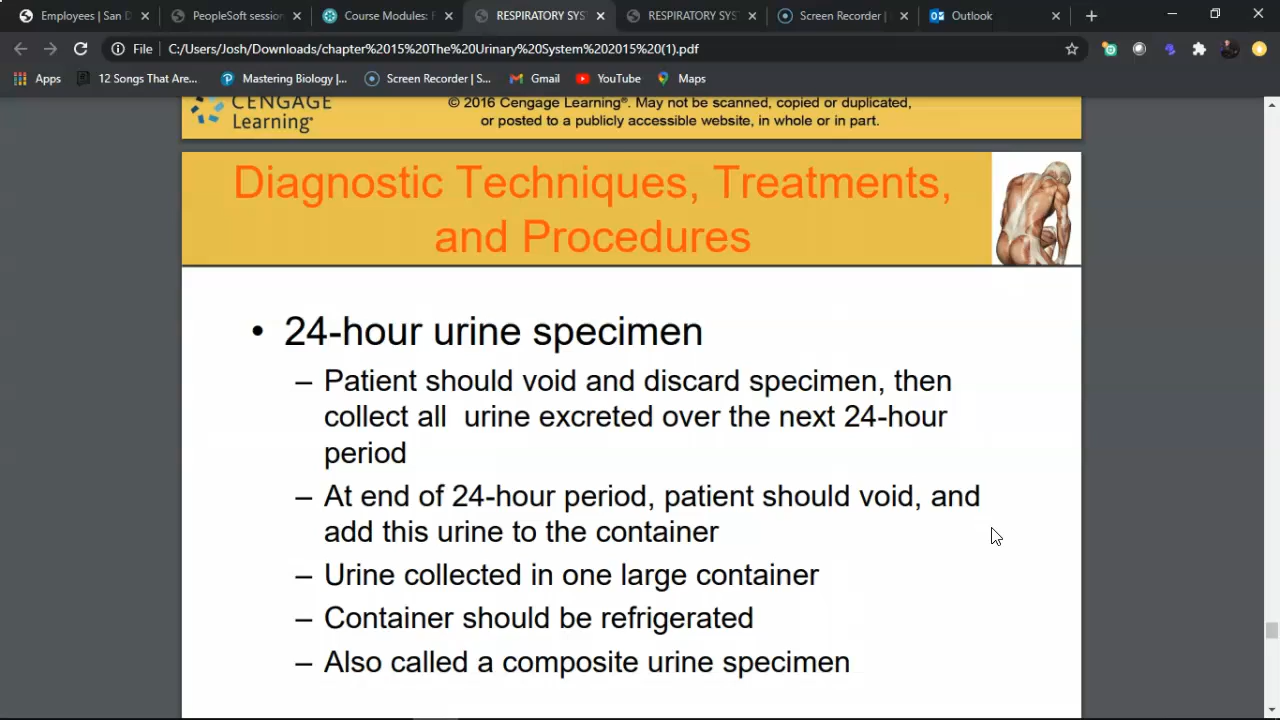 Employees | San D
PeopleSoft session
Course Modules: F
RESPIRATORY SYS
RESPIRATORY SYS
Screen Recorder |
Outlook
File C:/Users/Josh/Downloads/chapter%2015%20The%20Urinary%20System%202015%20(1).pdf
Apps 12 Songs That Are... Mastering Biology |... Screen Recorder | S... Gmail YouTube Maps
CENGAGE
Learning®
© 2016 Cengage Learning®. May not be scanned, copied or duplicated,
or posted to a publicly accessible website, in whole or in part.
Diagnostic Techniques, Treatments,
and Procedures
• 24-hour urine specimen
– Patient should void and discard specimen, then
collect all urine excreted over the next 24-hour
period
– At end of 24-hour period, patient should void, and
add this urine to the container
– Urine collected in one large container
– Container should be refrigerated
– Also called a composite urine specimen